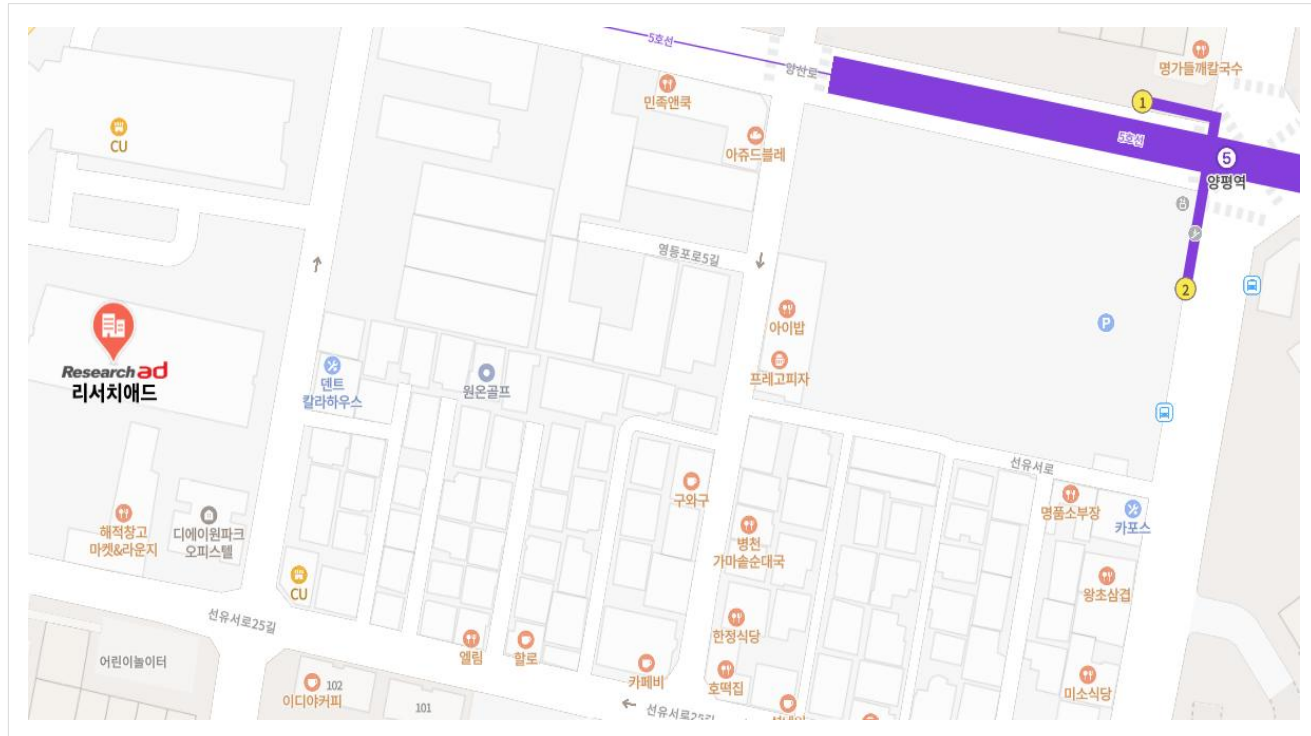 5호선
양산로
명가들깨칼국수
민족앤쿡
1
CU
아쥬드블레
5호선
5
양평역
영등포로5길
2
P
아이밥
Research ad
리서치애드
덴트
칼라하우스
원온골프
프레고피자
선유서로
구와구
명품소부장
카포스
해적창고
마켓&라운지
디에이원파크
오피스텔
병천
가마솥순대국
CU
왕초삼겹
선유서로25길
한정식당
엘림
할로
어린이놀이터
카페비
호떡집
미소식당
이디야커피
102
101
선유서로25길